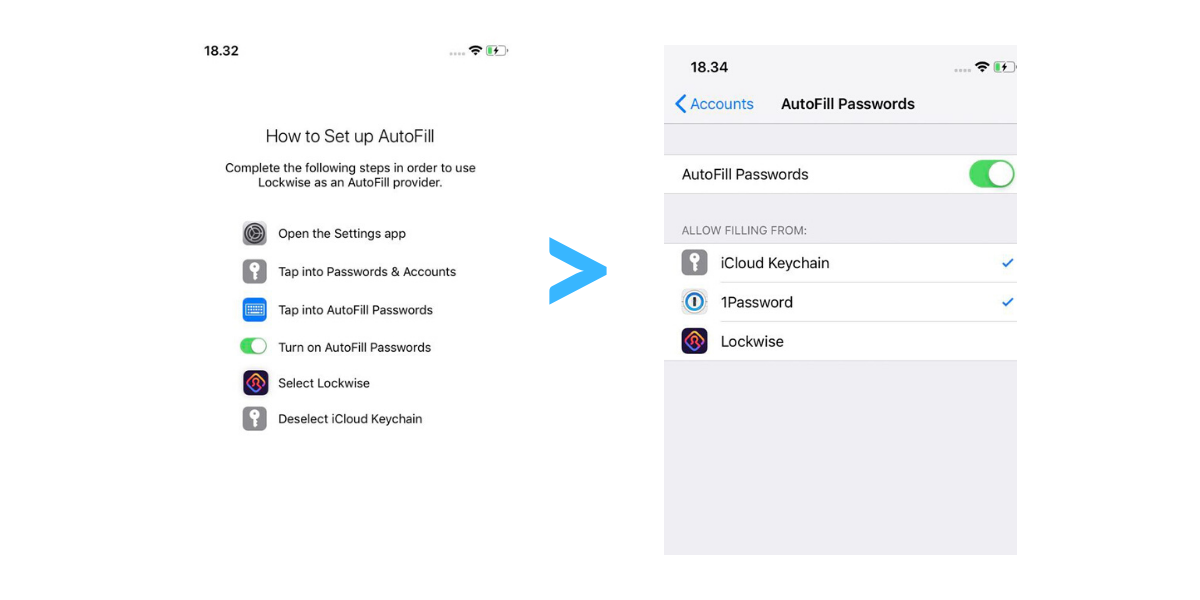 18.32
How to Set up AutoFill
Complete the following steps in order to use
Lockwise as an AutoFill provider.
Open the Settings app
Tap into Passwords & Accounts
Tap into AutoFill Passwords
Turn on AutoFill Passwords
Select Lockwise
Deselect iCloud Keychain
>
18.34
Accounts AutoFill Passwords
AutoFill Passwords
ALLOW FILLING FROM:
iCloud Keychain
1Password
Lockwise